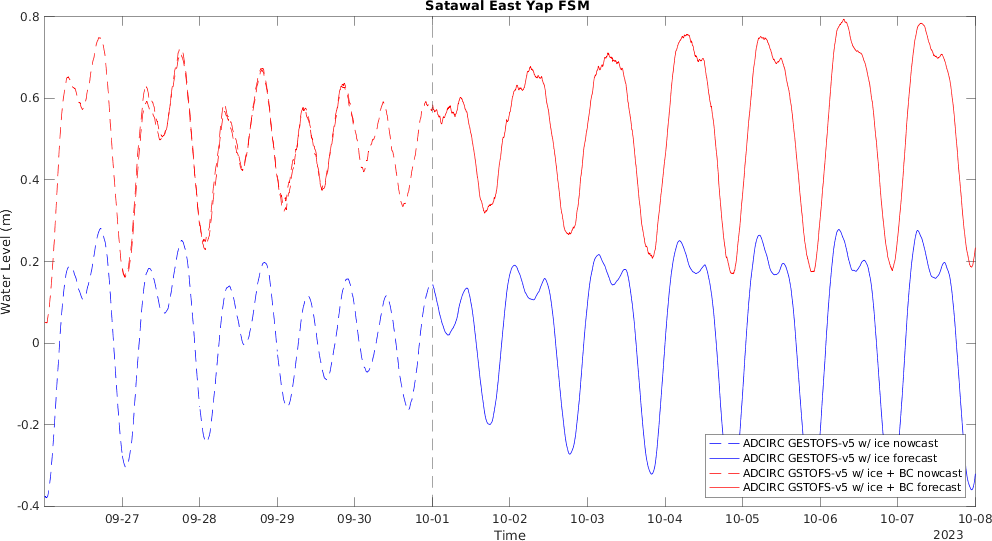 Satawal East Yap FSM
Water Level (m)
0.8
0.6
0.4
0.2
0
-0.2
-0.4
ADCIRC GESTOFS-v5 w/ ice nowcast
ADCIRC GESTOFS-v5 w/ ice forecast
ADCIRC GSTOFS-v5 w/ ice + BC nowcast
ADCIRC GSTOFS-v5 w/ ice + BC forecast
09-27 09-28 09-29 09-30 10-01 10-02 10-03 10-04 10-05 10-06 10-07 10-08
Time
2023